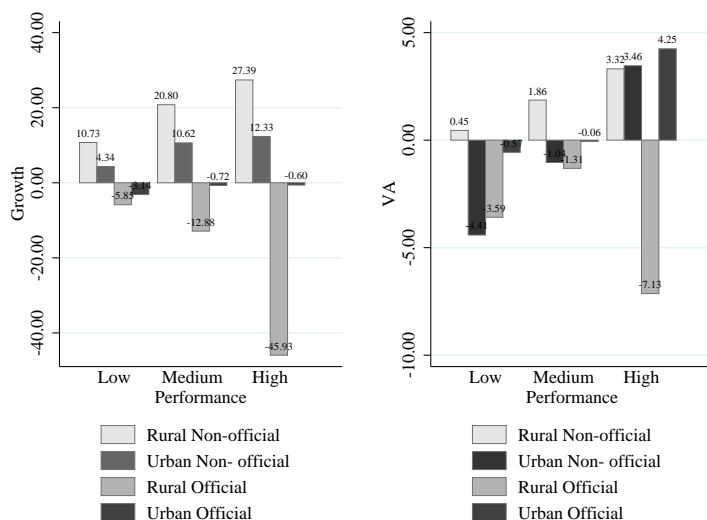 40.00
20.00
0.00
-20.00
-40.00
Growth
10.73
4.34
-5.85
-3.14
20.80
10.62
-12.88
-0.72
27.39
12.33
-45.93
-0.60
Low Medium High
Performance
Rural Non-official
Urban Non- official
Rural Official
Urban Official
5.00
0.00
-5.00
-10.00
VA
0.45
-4.41
-3.59
-0.57
1.86
-1.04
-1.31
-0.06
3.32
3.46
-7.13
4.25
Low Medium High
Performance
Rural Non-official
Urban Non- official
Rural Official
Urban Official